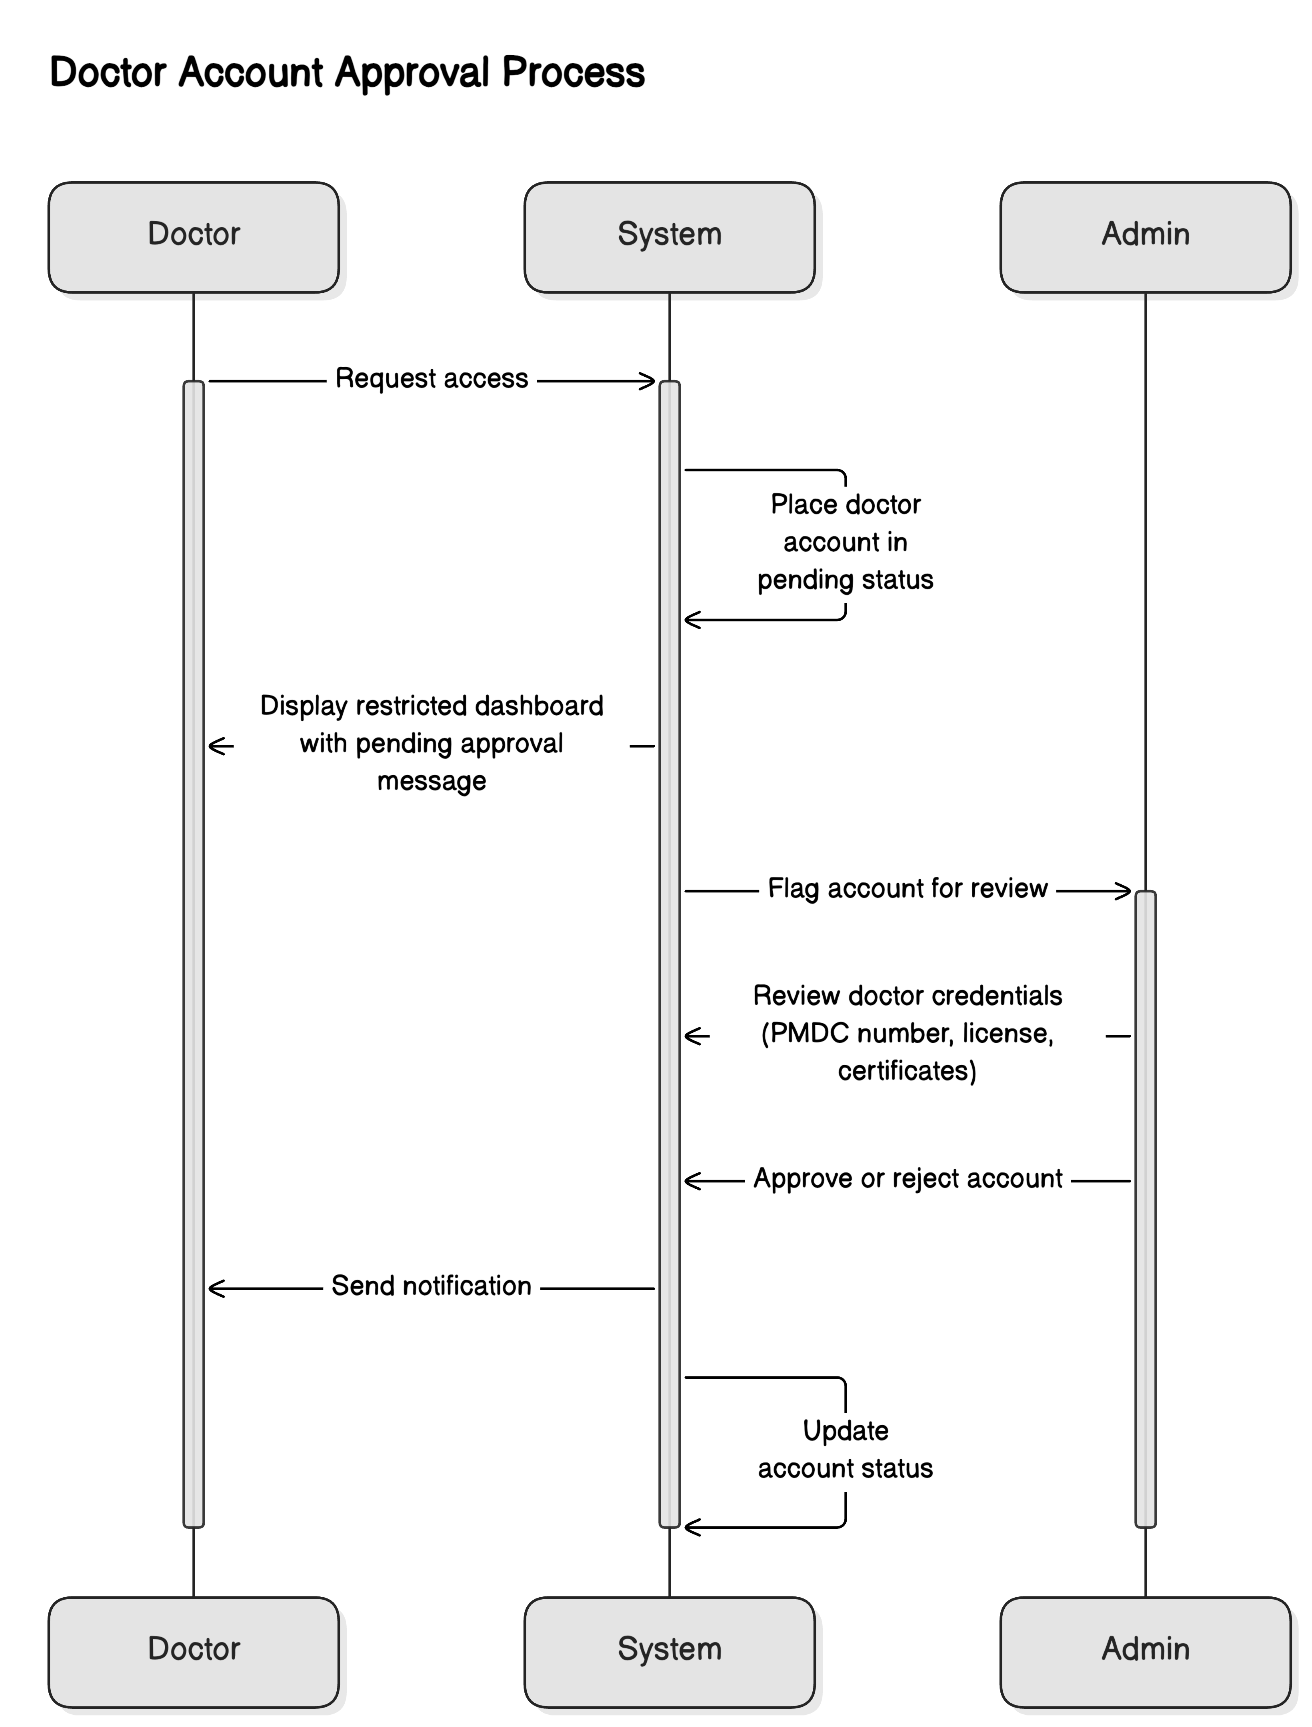 Doctor Account Approval Process
Doctor
System
Admin
Request access
Place doctor
account in
pending status
Display restricted dashboard
with pending approval
message
Flag account for review
Review doctor credentials
(PMDC number, license,
certificates)
Approve or reject account
Send notification
Update
account status
Doctor
System
Admin